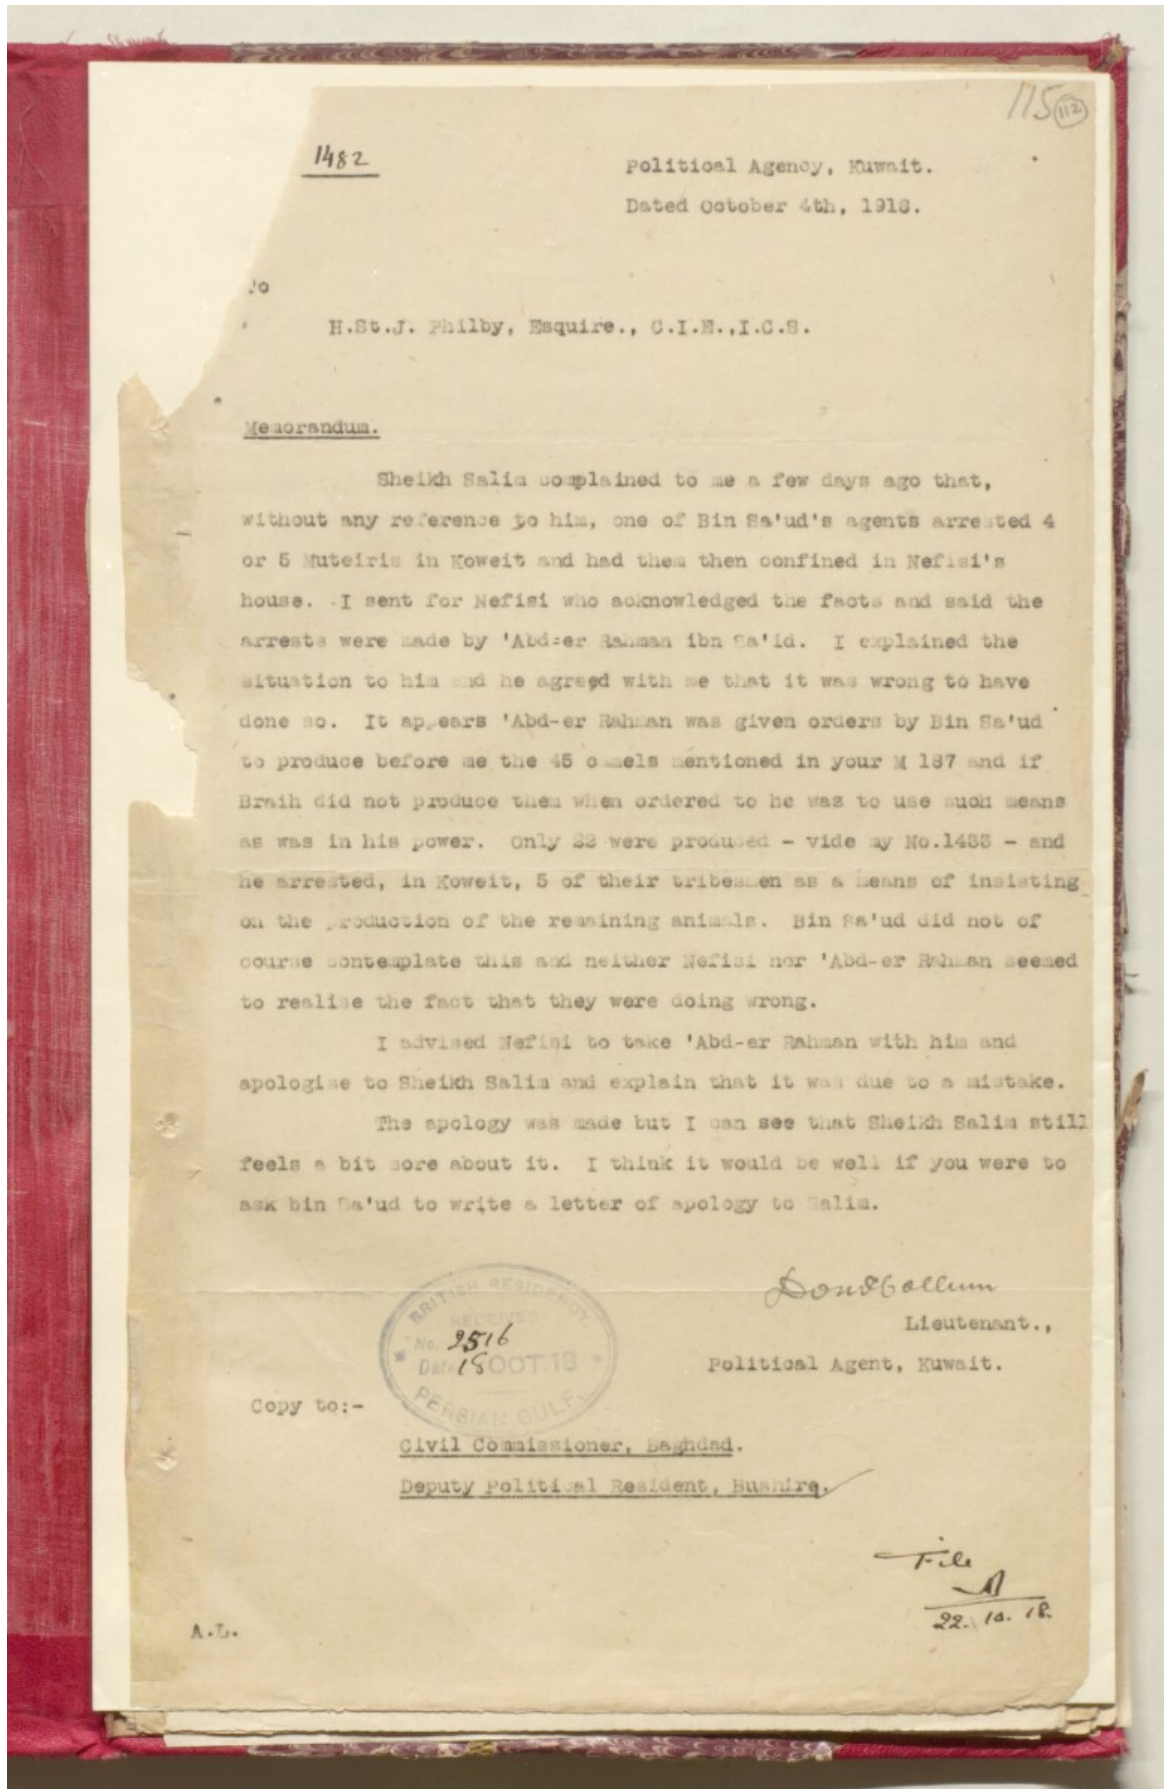 115
112
1482
Political Agency, Kuwait.
Dated October 4th, 1918.
To
H.St.J. Philby, Esquire., C.I.E.,I.C.S.
Memorandum.
Sheikh Salim complained to me a few days ago that,
without any reference to him, one of Bin Sa'ud's agents arrested 4
or 5 Muteiris in Koweit and had them then confined in Nefisi's
house. I sent for Nefisi who acknowledged the facts and said the
arrests were made by 'Abd-er Rahman ibn Sa'id. I explained the
situation to him and he agreed with me that it was wrong to have
done so. It appears 'Abd-er Rahman was given orders by Bin Sa'ud
to produce before me the 45 camels mentioned in your M 187 and if
Braih did not produce them when ordered to he was to use such means
as was in his power. Only 22 were produced - vide my No.1433 - and
he arrested, in Koweit, 5 of their tribesmen as a means of insisting
on the production of the remaining animals. Bin Sa'ud did not of
course contemplate this and neither Nefisi nor 'Abd-er Rahman seemed
to realise the fact that they were doing wrong.
I advised Nefisi to take 'Abd-er Rahman with him and
apologise to Sheikh Salim and explain that it was due to a mistake.
The apology was made but I can see that Sheikh Salim still
feels a bit sore about it. I think it would be well if you were to
ask bin Sa'ud to write a letter of apology to Salim.
Lieutenant.,
Political Agent, Kuwait.
BRITISH RESIDENCY
RECEIVED
No. 2516
Date 18 OCT.18
PERSIAN GULF.
Copy to:-
Civil Commissioner, Baghdad.
Deputy Political Resident, Bushire.
File
22. 10. 18.
A.L.